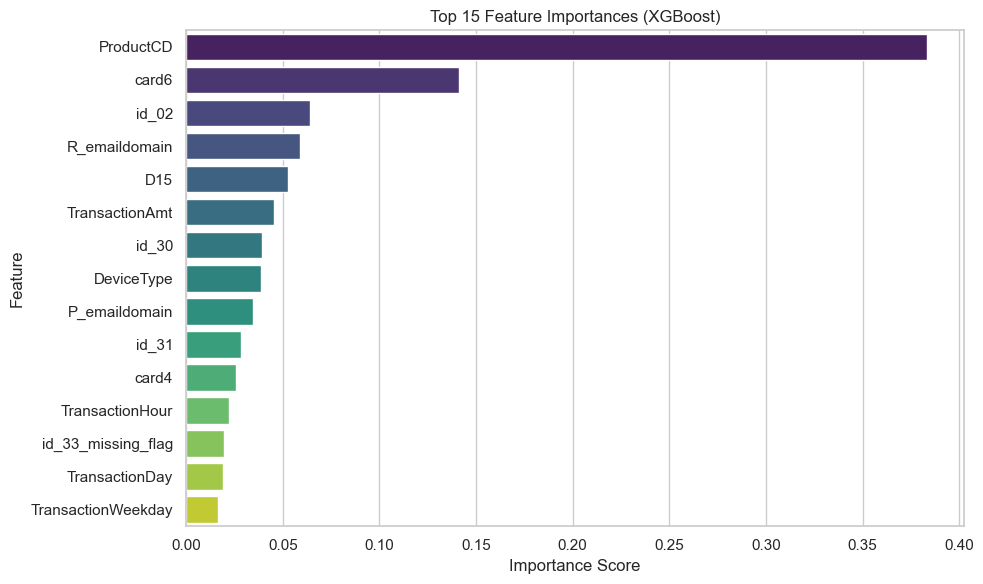 Top 15 Feature Importances (XGBoost)
ProductCD
card6
id_02
R_emaildomain
D15
TransactionAmt
id_30
DeviceType
P_emaildomain
id_31
card4
TransactionHour
id_33_missing_flag
TransactionDay
TransactionWeekday
Feature
0.00 0.05 0.10 0.15 0.20 0.25 0.30 0.35 0.40
Importance Score